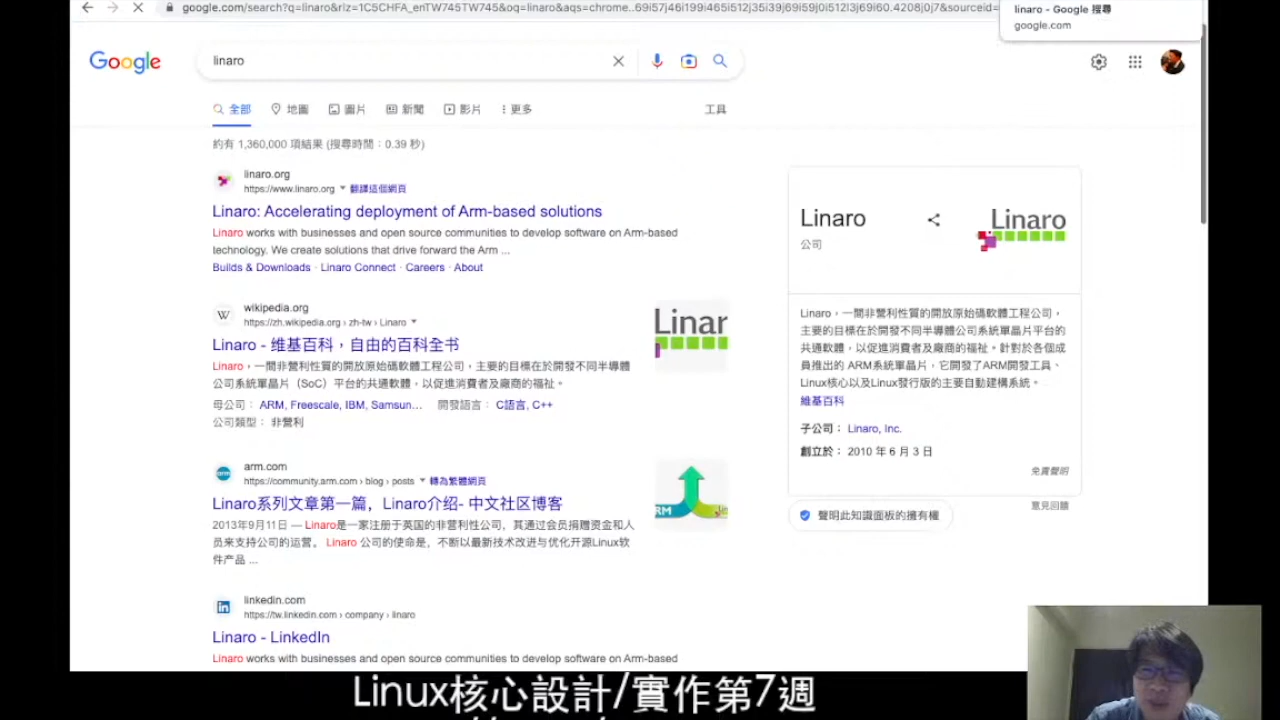 google.com/search?q=linaro&rlz=1C5CHFA_enTW745TW745&oq=linaro&aqs=chrome..69i57j46i199i465i512j35i39j69i59j0i512l3j69i60.4208j0j7&sourceid=
linaro - Google 搜尋
google.com
Google
linaro
全部 地圖 圖片 新聞 影片 更多 工具
約有 1,360,000 項結果 (搜尋時間：0.39 秒)
linaro.org
https://www.linaro.org 翻譯這個網頁
Linaro: Accelerating deployment of Arm-based solutions
Linaro works with businesses and open source communities to develop software on Arm-based
technology. We create solutions that drive forward the Arm ...
Builds & Downloads · Linaro Connect · Careers · About
wikipedia.org
https://zh.wikipedia.org › zh-tw › Linaro
Linaro - 維基百科，自由的百科全书
Linaro，一間非營利性質的開放原始碼軟體工程公司，主要的目標在於開發不同半導體
公司系統單晶片（SoC）平台的共通軟體，以促進消費者及廠商的福祉。
母公司： ARM, Freescale, IBM, Samsun... 開發語言： C語言, C++
公司類型： 非營利
Linar
arm.com
https://community.arm.com › blog › posts 轉為繁體網頁
Linaro系列文章第一篇，Linaro介绍- 中文社区博客
2013年9月11日 — Linaro是一家注册于英国的非营利性公司，其通过会员捐赠资金和人
员来支持公司的运营。 Linaro 公司的使命是，不断以最新技术改进与优化开源Linux软
件产品 ...
linkedin.com
https://tw.linkedin.com › company › linaro
Linaro - LinkedIn
Linaro works with businesses and open source communities to develop software on Arm-based
Linaro
公司
Linaro
Linaro，一間非營利性質的開放原始碼軟體工程公司，
主要的目標在於開發不同半導體公司系統單晶片平台的
共通軟體，以促進消費者及廠商的福祉。針對於各個成
員推出的 ARM系統單晶片，它開發了ARM開發工具、
Linux核心以及Linux發行版的主要自動建構系統。
維基百科
子公司： Linaro, Inc.
創立於： 2010 年 6 月 3 日
免責聲明
聲明此知識面板的擁有權
意見回饋
Linux核心設計/實作第7週